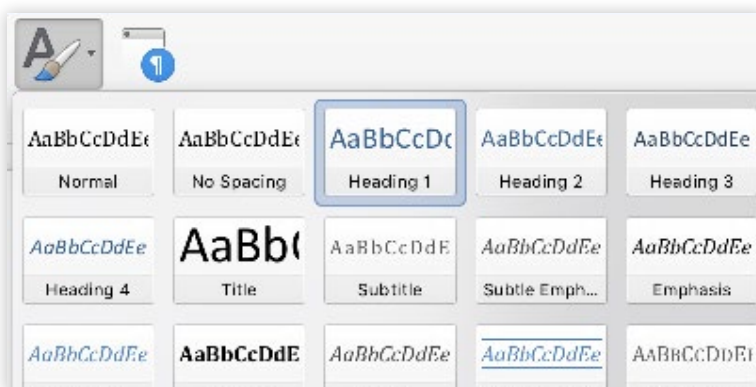 A
¶
AaBbCcDdEe AaBbCcDdEe AaBbCcDc AaBbCcDdEe AaBbCcDdEe
Normal No Spacing Heading 1 Heading 2 Heading 3
AaBbCcDdEe AaBb( AaBbCcDdE AaBbCcDdEe AaBbCcDdEe
Heading 4 Title Subtitle Subtle Emph... Emphasis
AaBbCcDdEe AaBbCcDdE AaBbCcDdEe AaBbCcDdEe AABBCCDDEE